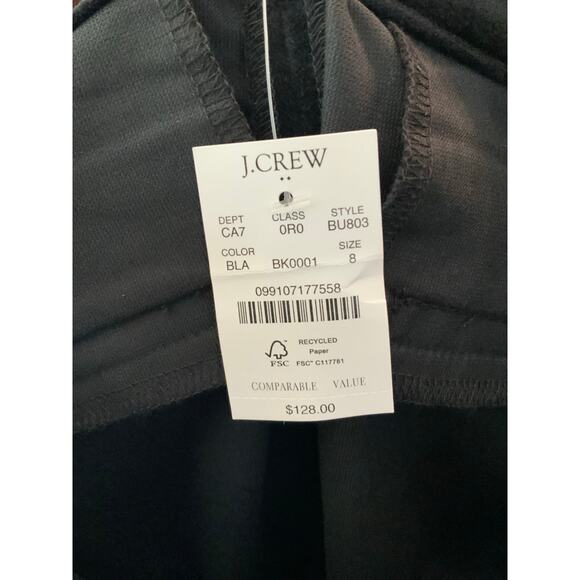 J.CREW
DEPT CLASS STYLE
CA7 0R0 BU803
COLOR SIZE
BLA BK0001 8
099107177558
RECYCLED
Paper
FSC FSC® C117761
COMPARABLE VALUE
$128.00